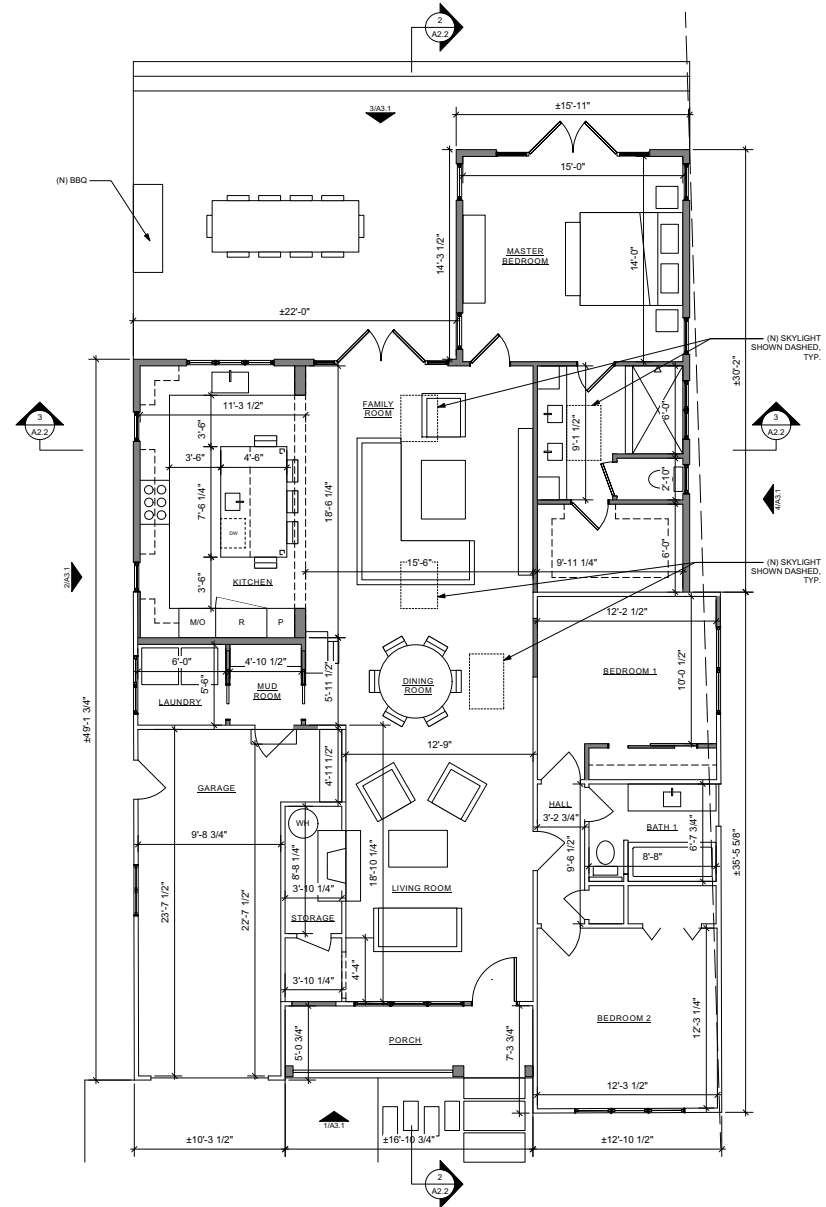 2
A2.2
±15'-11"
3/A3.1
15'-0"
(N) BBQ
MASTER
BEDROOM
14'-3 1/2"
14'-0"
±22'-0"
(N) SKYLIGHT
SHOWN DASHED,
TYP.
±30'-2"
FAMILY
ROOM
11'-3 1/2"
3
A2.2
3
A2.2
3'-6"
9'-1 1/2"
6'-0"
3'-6"
4'-6"
2'-10"
4/A3.1
7'-6 1/4"
18'-6 1/4"
DW
2/A3.1
KITCHEN
15'-6"
9'-11 1/4"
6'-0"
(N) SKYLIGHT
SHOWN DASHED,
TYP.
3'-6"
M/O
R
P
12'-2 1/2"
6'-0"
4'-10 1/2"
5'-6"
MUD
ROOM
LAUNDRY
5'-11 1/2"
DINING
ROOM
BEDROOM 1
10'-0 1/2"
±49'-1 3/4"
12'-9"
GARAGE
4'-11 1/2"
HALL
3'-2 3/4"
BATH 1
6'-7 3/4"
WH
9'-8 3/4"
8'-8 1/4"
18'-10 1/4"
9'-6 1/2"
8'-8"
±35'-5 5/8"
3'-10 1/4"
LIVING ROOM
STORAGE
23'-7 1/2"
22'-7 1/2"
3'-10 1/4"
4'-4"
12'-3 1/4"
BEDROOM 2
5'-0 3/4"
PORCH
7'-3 3/4"
12'-3 1/2"
1/A3.1
±10'-3 1/2"
±16'-10 3/4"
±12'-10 1/2"
2
A2.2